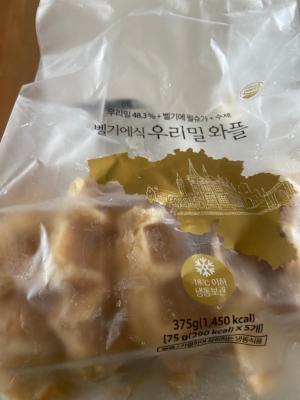 우리밀 48.3% + 벨기에 펄슈가 + 수제
벨기에식 우리밀 와플
-18℃ 이하
냉동보관
375g(1,450 kcal)
[75 g(290 kcal) X 5개]